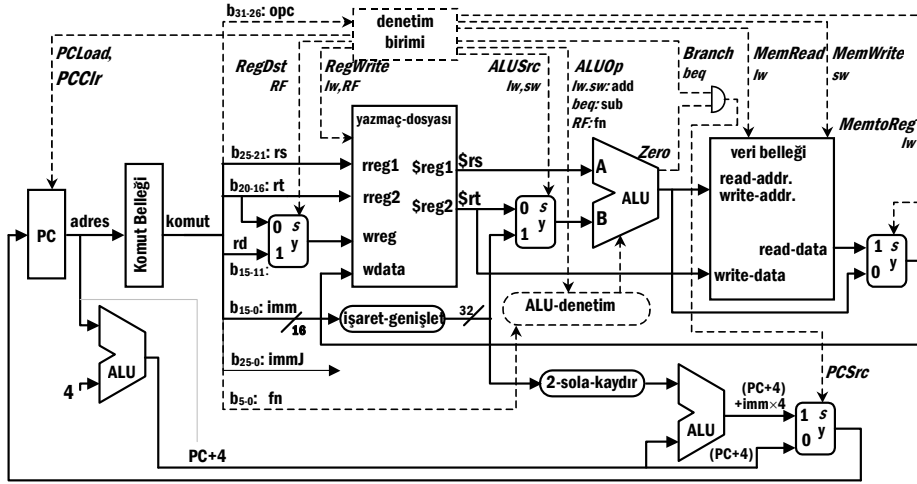 b31-26: opc
denetim
birimi
PCLoad,
PCClr
RegDst
RF
RegWrite
lw,RF
ALUSrc
lw,sw
ALUOp
lw.sw: add
beq: sub
RF: fn
Branch
beq
MemRead
lw
MemWrite
sw
MemtoReg
lw
yazmaç-dosyası
b25-21: rs
rreg1
$reg1
$rs
b20-16: rt
rreg2
$reg2
$rt
A
B
ALU
Zero
veri belleği
read-addr.
write-addr.
read-data
write-data
1 s
0 y
PC
adres
Komut Belleği
komut
0 s
1 y
wreg
wdata
rd
b15-11:
0 s
1 y
b15-0: imm
16
işaret-genişlet
32
ALU-denetim
ALU
4
b25-0: immJ
b5-0: fn
2-sola-kaydır
ALU
(PC+4)
+imm×4
(PC+4)
PCSrc
1 s
0 y
PC+4